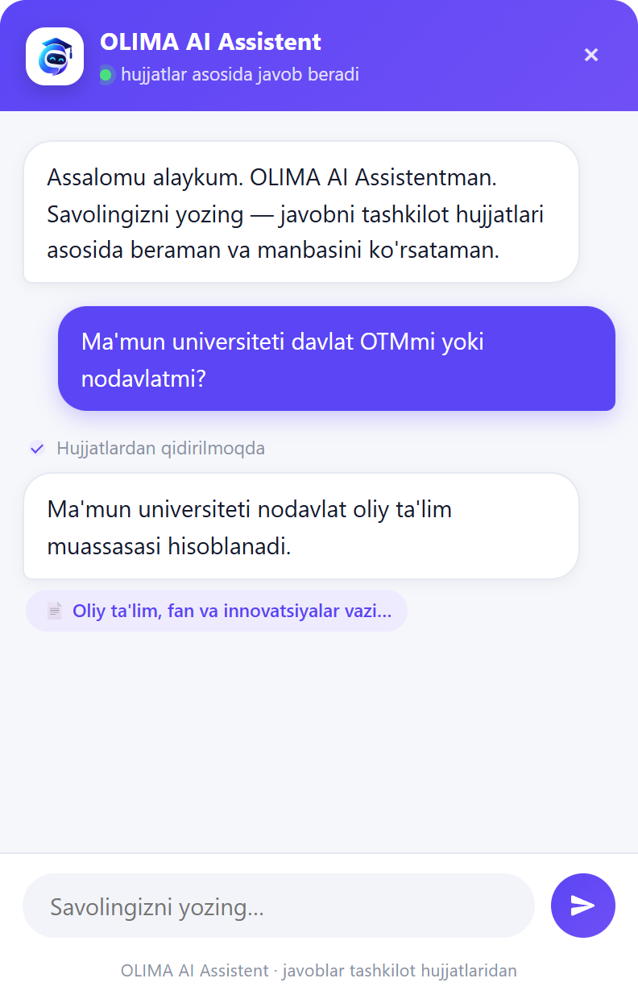 OLIMA AI Assistent
hujjatlar asosida javob beradi
Assalomu alaykum. OLIMA AI Assistentman.
Savolingizni yozing — javobni tashkilot hujjatlari
asosida beraman va manbasini ko'rsataman.
Ma'mun universiteti davlat OTMmi yoki
nodavlatmi?
Hujjatlardan qidirilmoqda
Ma'mun universiteti nodavlat oliy ta'lim
muassasasi hisoblanadi.
Oliy ta'lim, fan va innovatsiyalar vazi...
Savolingizni yozing...
OLIMA AI Assistent · javoblar tashkilot hujjatlaridan